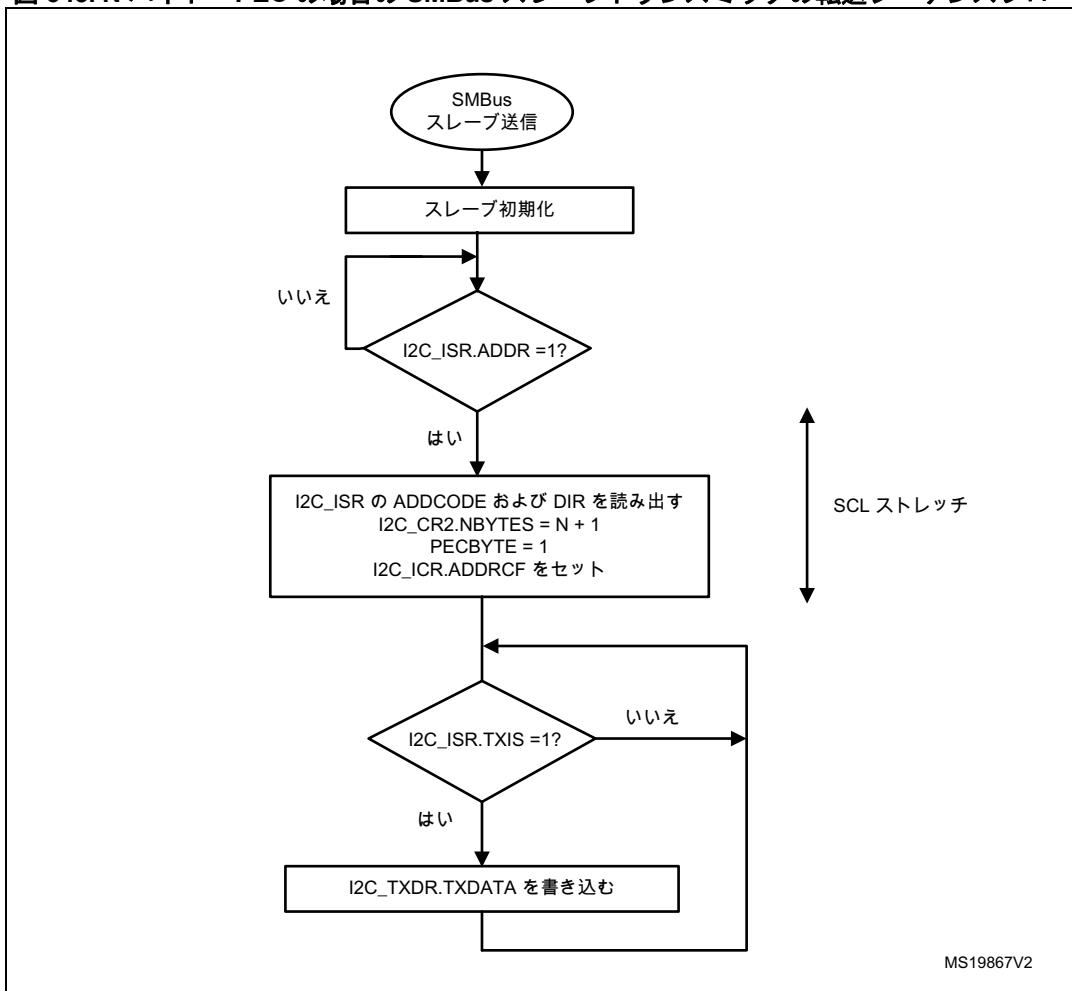 SMBus
スレーブ送信
スレーブ初期化
いいえ
I2C_ISR.ADDR =1?
はい
I2C_ISR の ADDCODE および DIR を読み出す
I2C_CR2.NBYTES = N + 1
PECBYTE = 1
I2C_ICR.ADDRCF をセット
SCL ストレッチ
I2C_ISR.TXIS =1?
いいえ
はい
I2C_TXDR.TXDATA を書き込む
MS19867V2